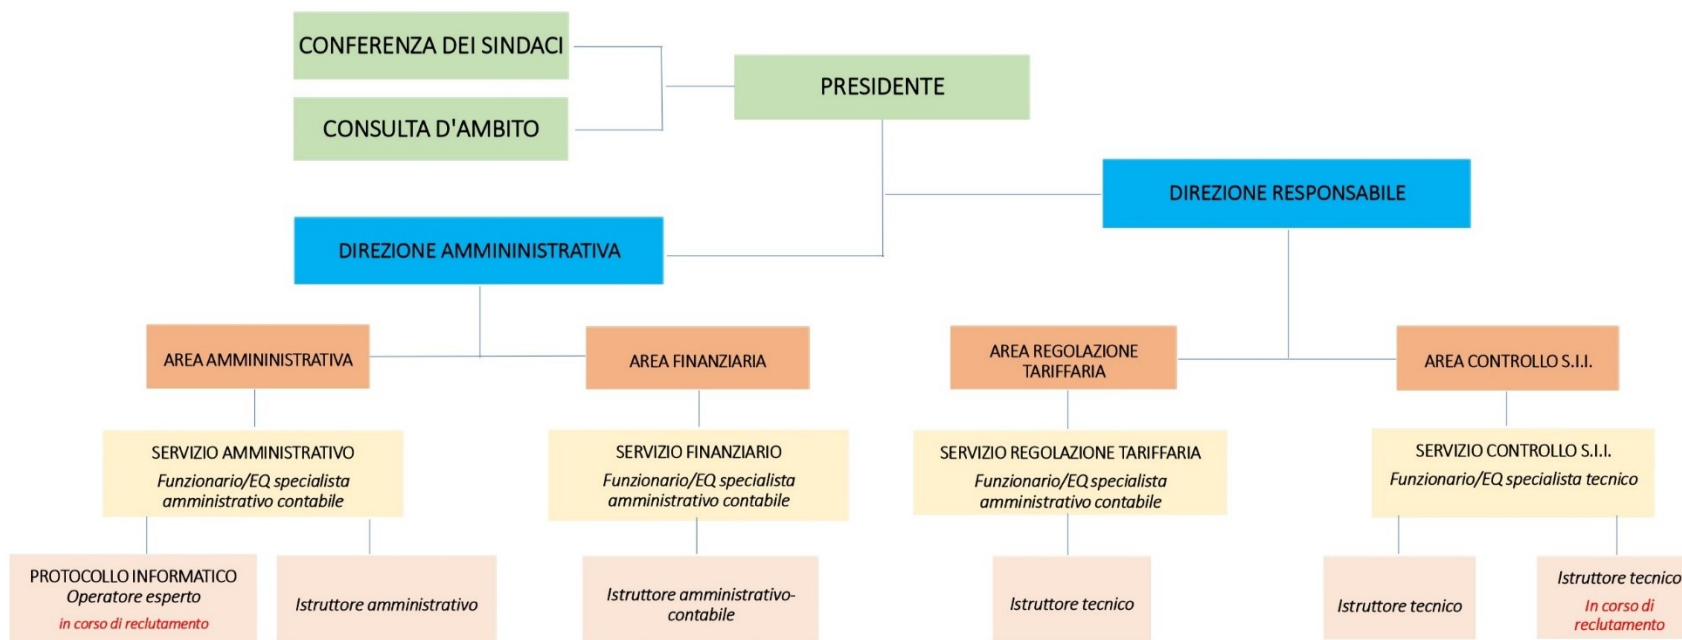 CONFERENZA DEI SINDACI
PRESIDENTE
CONSULTA D'AMBITO
DIREZIONE RESPONSABILE
DIREZIONE AMMININISTRATIVA
AREA AMMININISTRATIVA
AREA FINANZIARIA
AREA REGOLAZIONE
TARIFFARIA
AREA CONTROLLO S.I.I.
SERVIZIO AMMINISTRATIVO
Funzionario/EQ specialista
amministrativo contabile
SERVIZIO FINANZIARIO
Funzionario/EQ specialista
amministrativo contabile
SERVIZIO REGOLAZIONE TARIFFARIA
Funzionario/EQ specialista
amministrativo contabile
SERVIZIO CONTROLLO S.I.I.
Funzionario/EQ specialista tecnico
PROTOCOLLO INFORMATICO
Operatore esperto
in corso di reclutamento
Istruttore amministrativo
Istruttore amministrativo-
contabile
Istruttore tecnico
Istruttore tecnico
Istruttore tecnico
In corso di
reclutamento